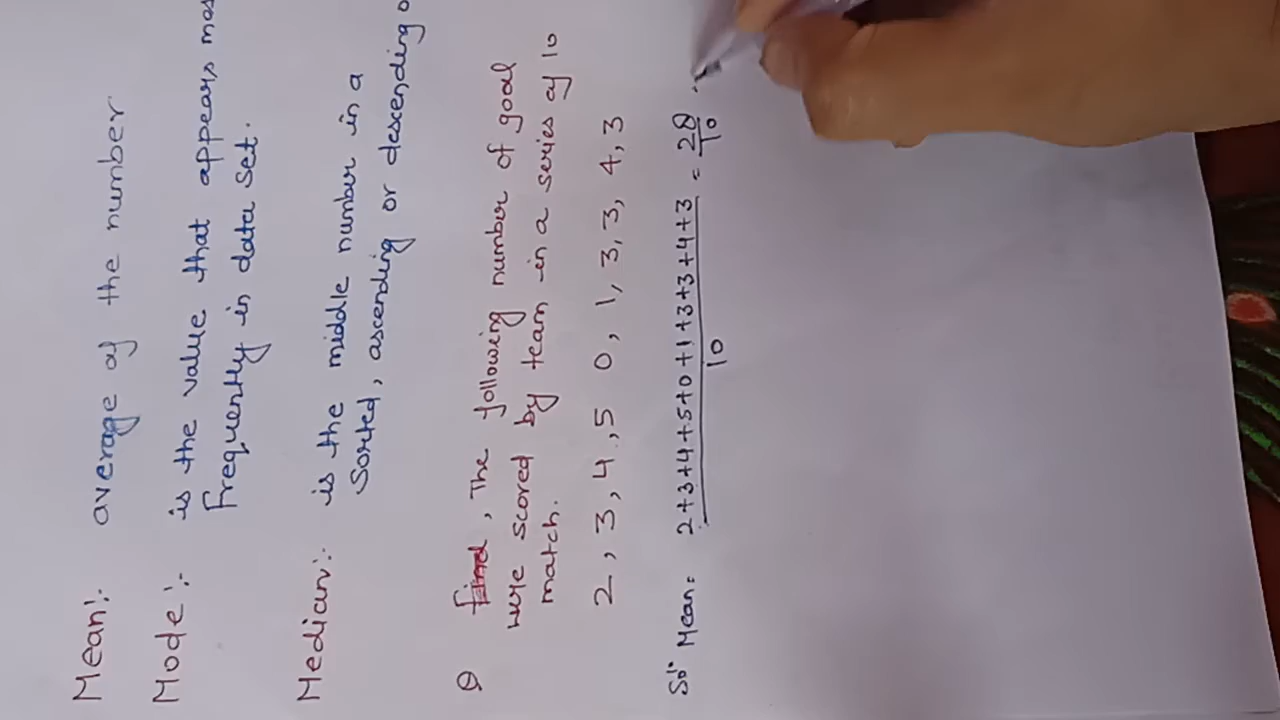 Mean:- average of the number
Mode:- is the value that appears
frequently in data set.
Median:- is the middle number in a
Sorted, ascending or descending
Q The following number of goal
were scored by team in a series of 10
match.
2, 3, 4, 5 0, 1, 3, 3, 4, 3
Soln Mean = 2+3+4+5+0+1+3+3+4+3 = 28
10 10